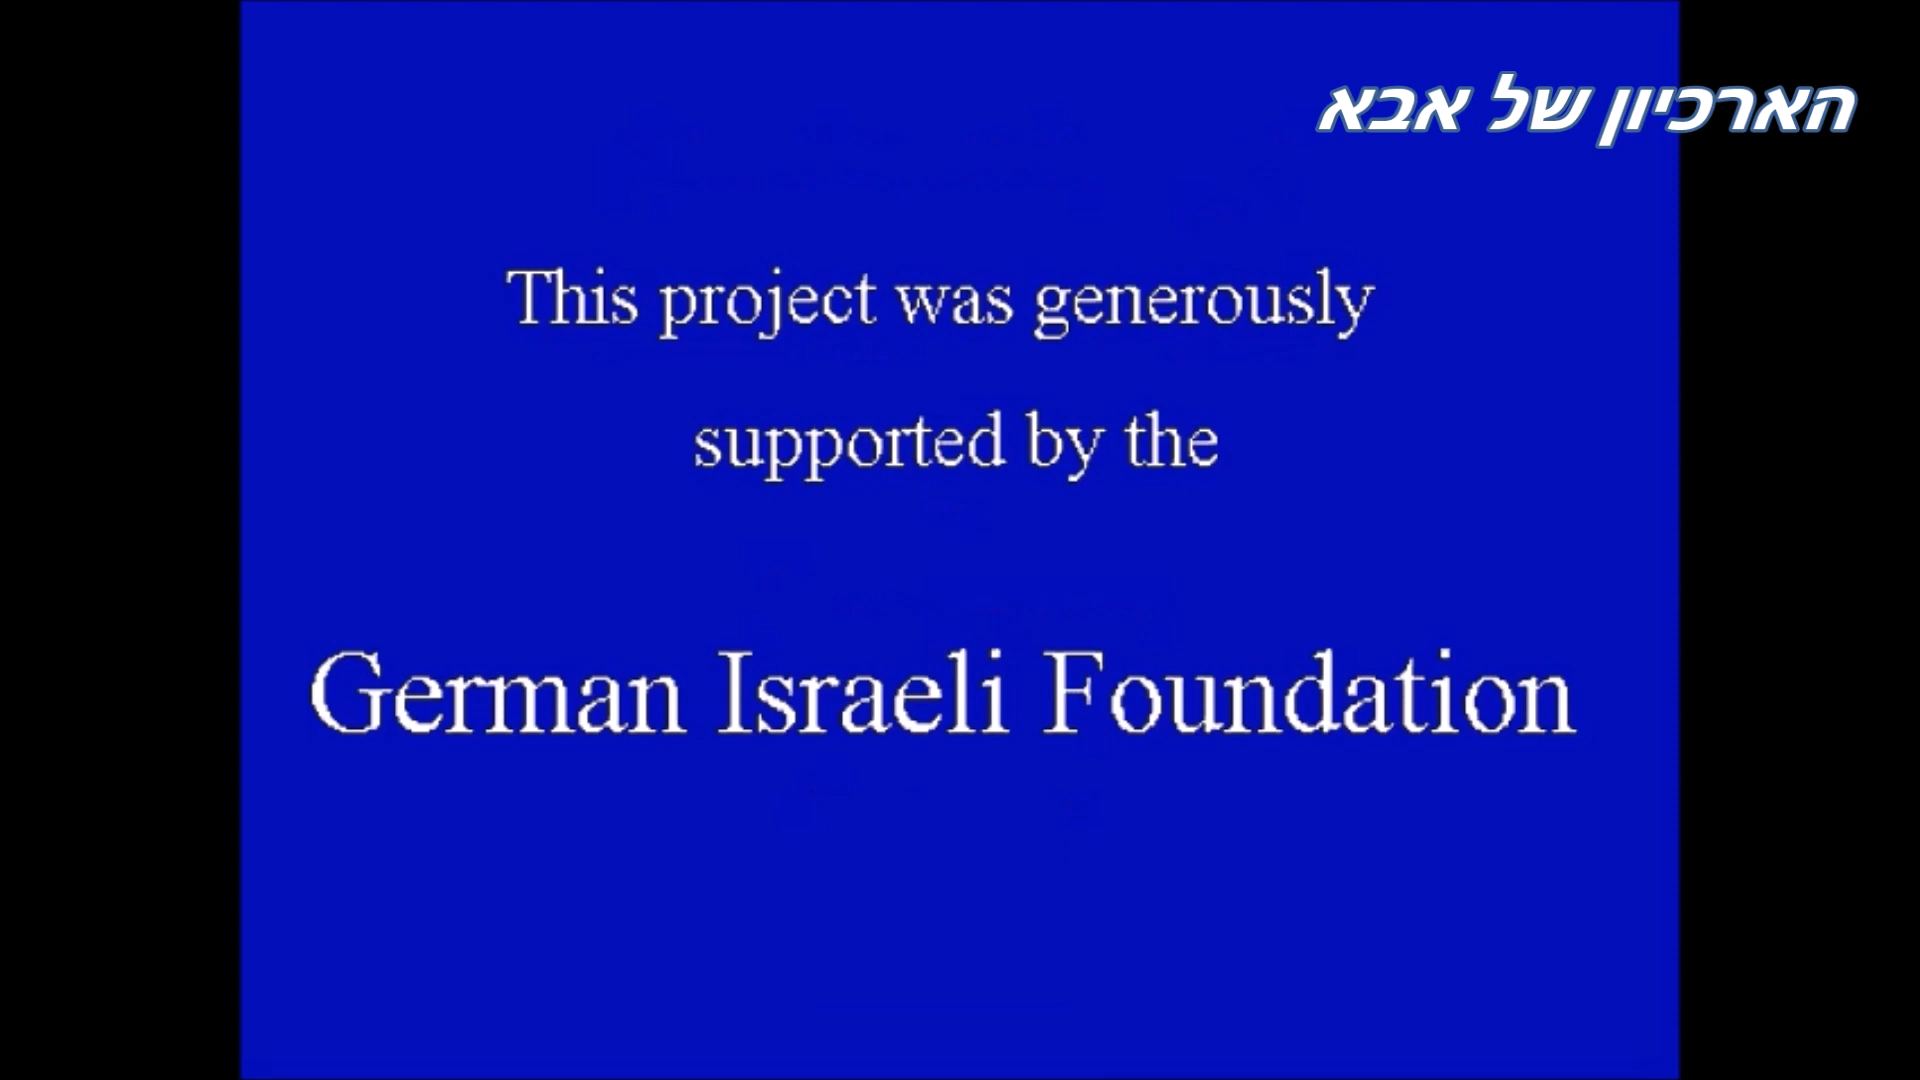 הארכיון של אבא
This project was generously
supported by the
German Israeli Foundation